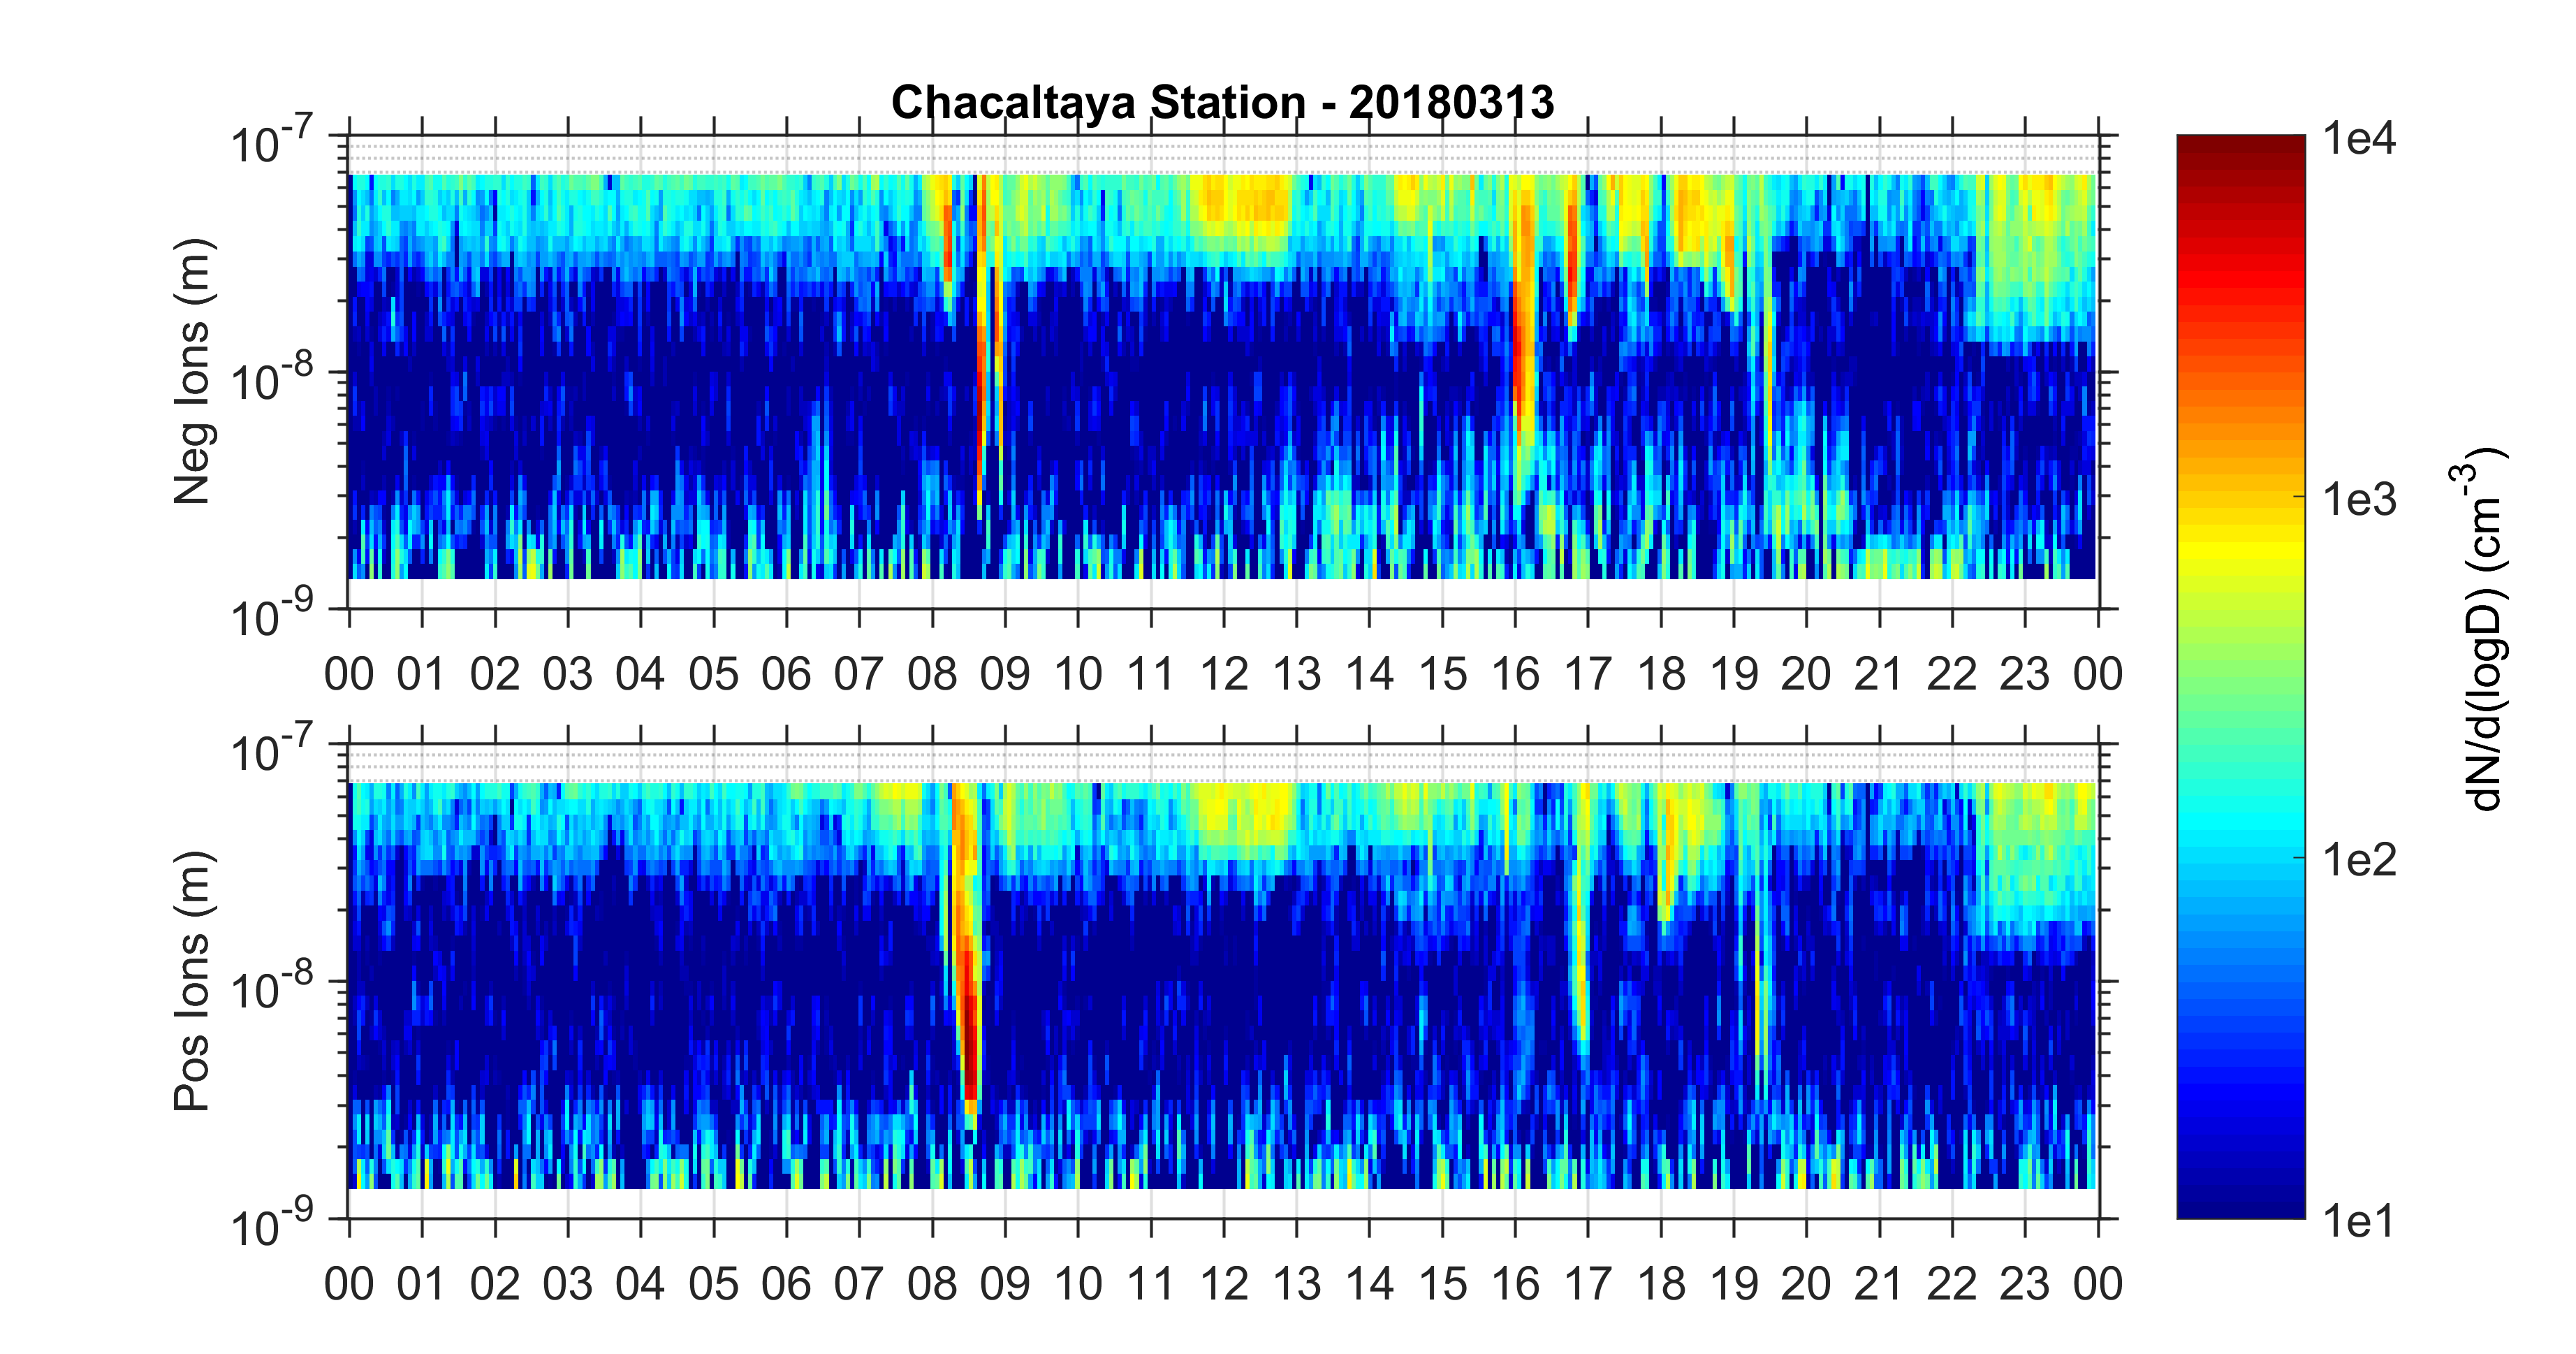 Chacaltaya Station - 20180313
10-7
10-8
10-9
Neg Ions (m)
00 01 02 03 04 05 06 07 08 09 10 11 12 13 14 15 16 17 18 19 20 21 22 23 00
10-7
10-8
10-9
Pos Ions (m)
00 01 02 03 04 05 06 07 08 09 10 11 12 13 14 15 16 17 18 19 20 21 22 23 00
1e4
1e3
1e2
1e1
dN/d(logD) (cm-3)